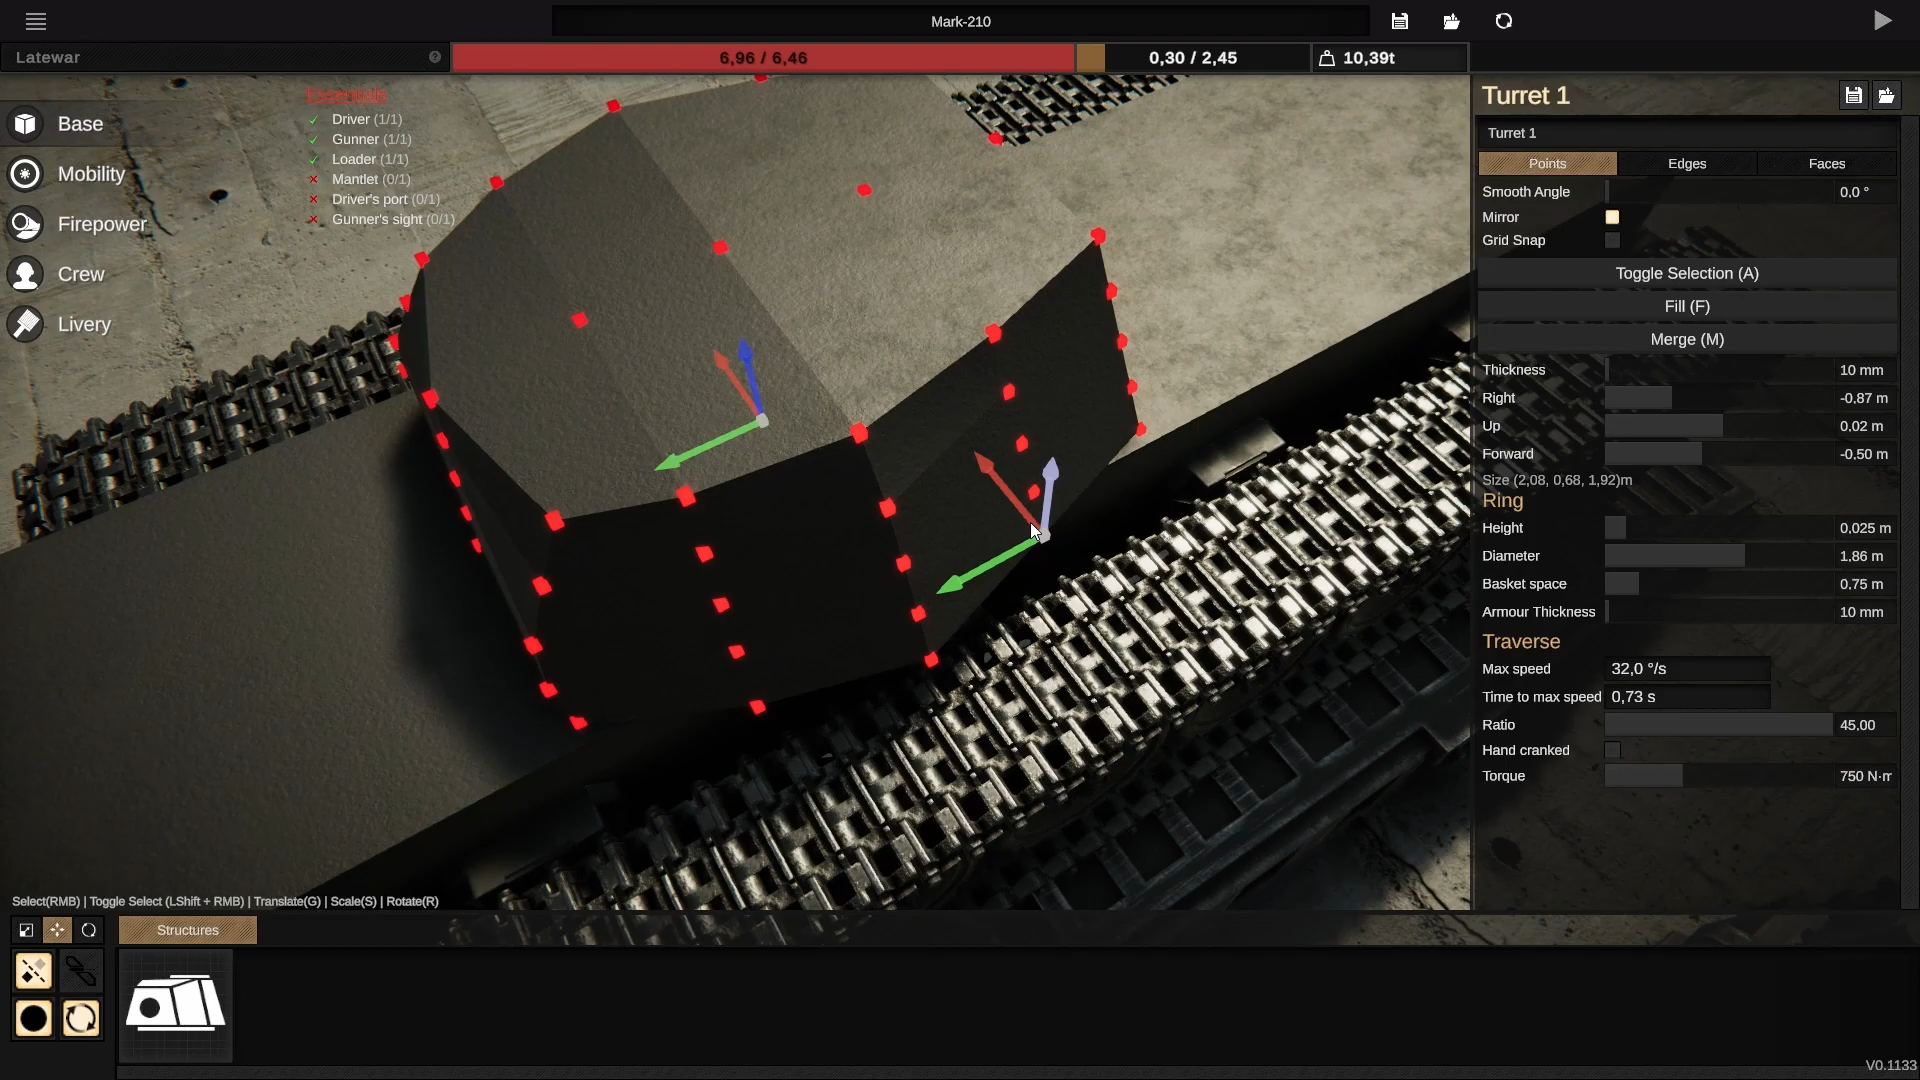 Mark-210
Latewar
6,96 / 6,46
0,30 / 2,45
10,39t
Base
Mobility
Firepower
Crew
Livery
Essentials
Driver (1/1)
Gunner (1/1)
Loader (1/1)
Mantlet (0/1)
Driver's port (0/1)
Gunner's sight (0/1)
Turret 1
Turret 1
Points Edges Faces
Smooth Angle 0,0 °
Mirror
Grid Snap
Toggle Selection (A)
Fill (F)
Merge (M)
Thickness 10 mm
Right -0,87 m
Up 0,02 m
Forward -0,50 m
Size (2,08, 0,68, 1,92)m
Ring
Height 0,025 m
Diameter 1,86 m
Basket space 0,75 m
Armour Thickness 10 mm
Traverse
Max speed 32,0 °/s
Time to max speed 0,73 s
Ratio 45,00
Hand cranked
Torque 750 N·m
Select(RMB) | Toggle Select (LShift + RMB) | Translate(G) | Scale(S) | Rotate(R)
Structures
V0.1133